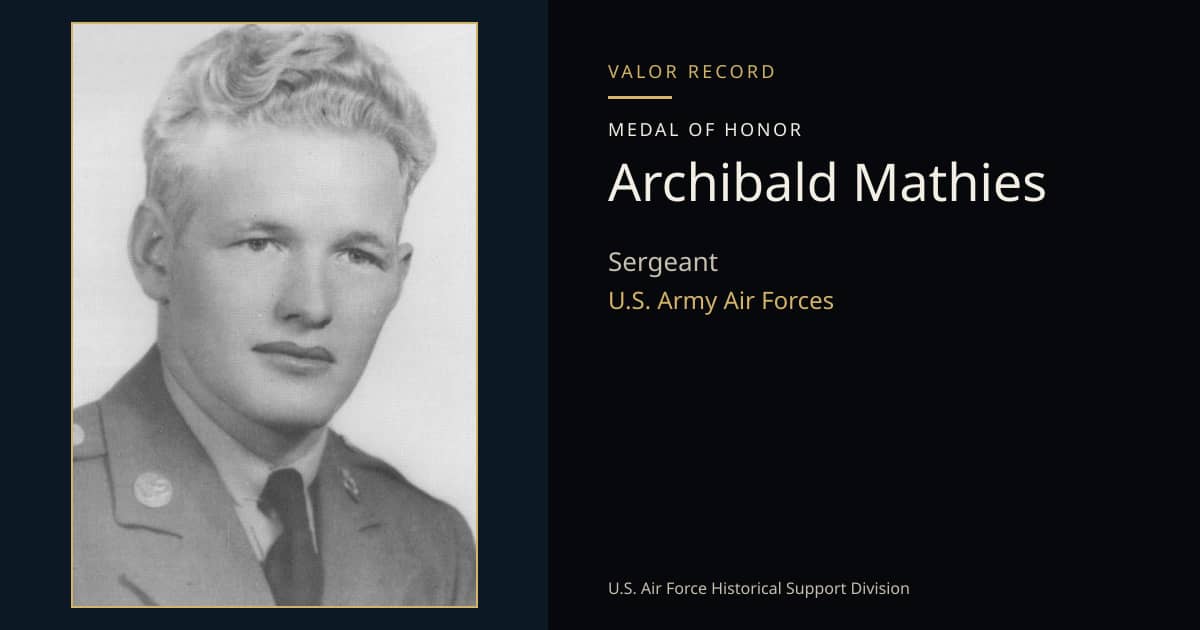 VALOR RECORD
MEDAL OF HONOR
Archibald Mathies
Sergeant
U.S. Army Air Forces
U.S. Air Force Historical Support Division